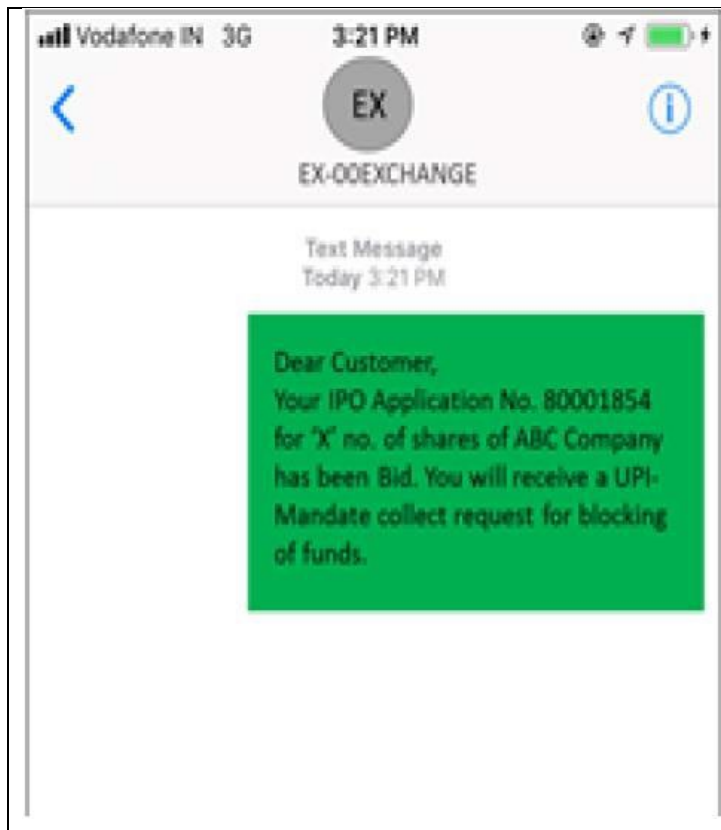 Vodafone IN 3G 3:21 PM
EX
EX-00EXCHANGE
Text Message
Today 3:21 PM
Dear Customer,
Your IPO Application No. 80001854
for 'X' no. of shares of ABC Company
has been Bid. You will receive a UPI-
Mandate collect request for blocking
of funds.